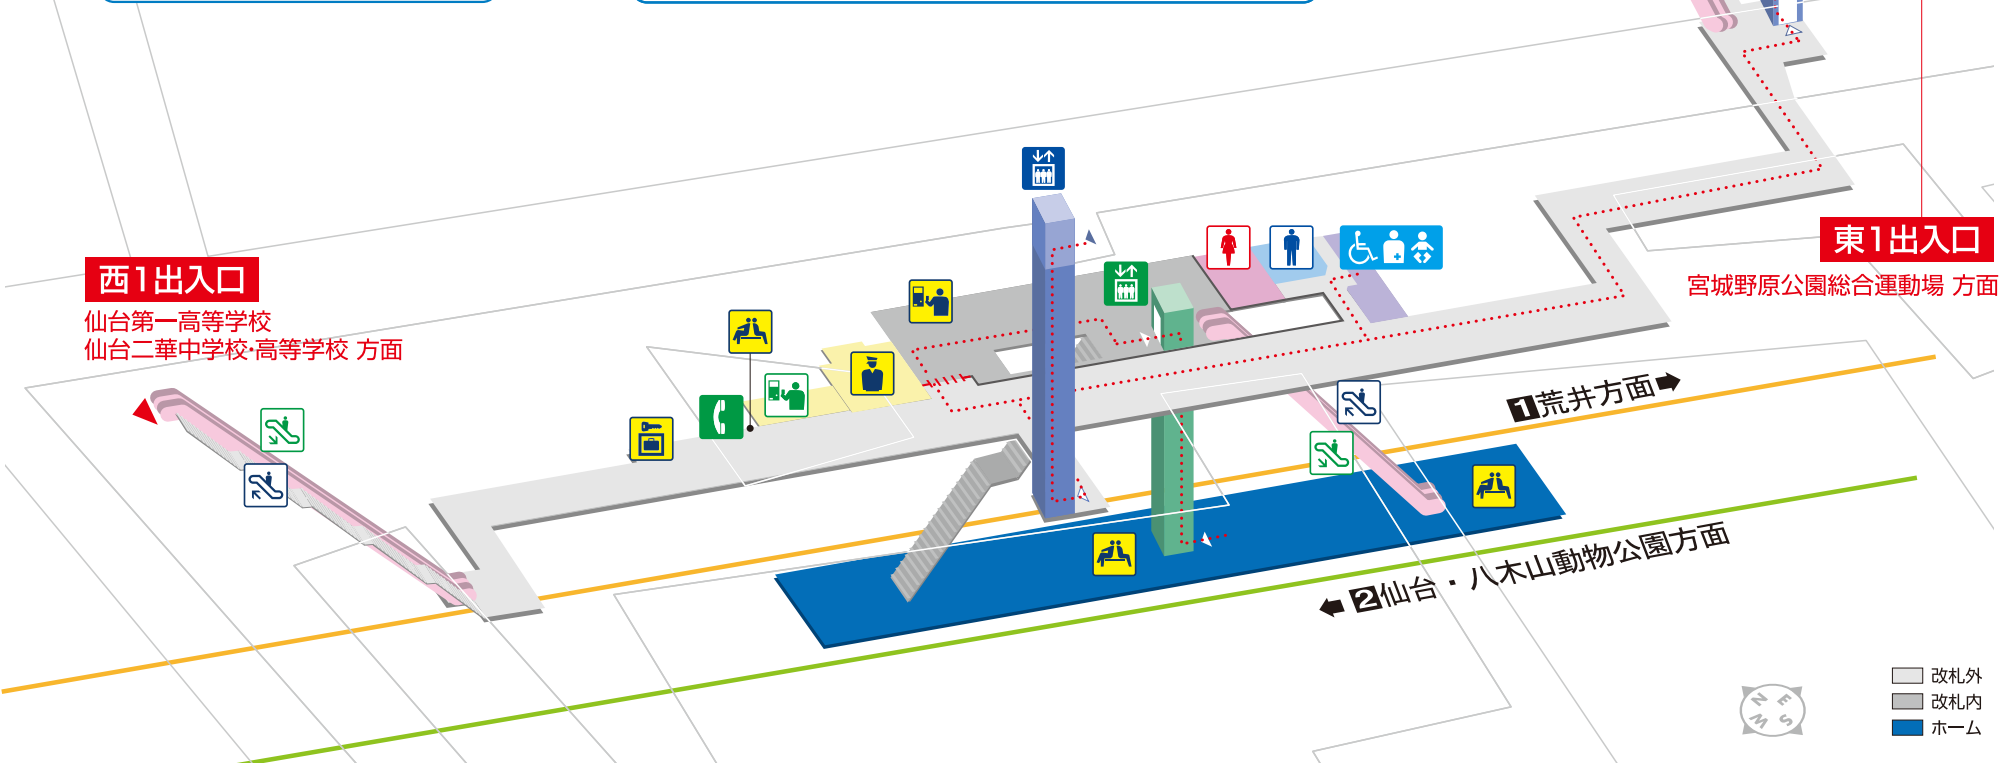 西1出入口
仙台第一高等学校
仙台二華中学校・高等学校 方面
東1出入口
宮城野原公園総合運動場 方面
1荒井方面
2仙台・八木山動物公園方面
N E
W S
改札外
改札内
ホーム